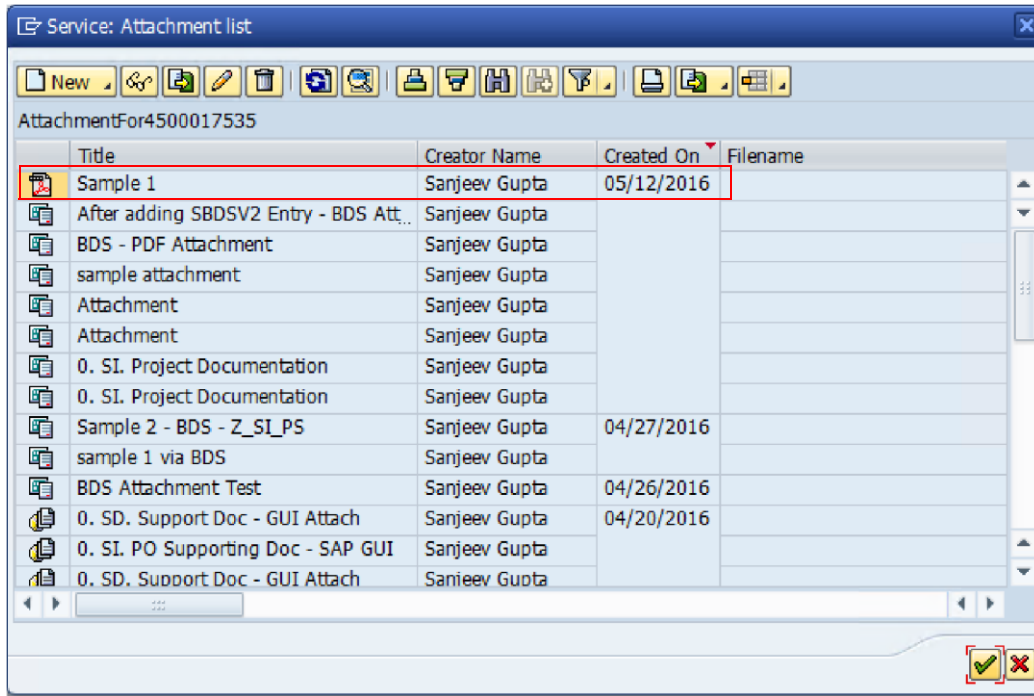 Service: Attachment list
New
AttachmentFor4500017535
Title Creator Name Created On Filename
Sample 1 Sanjeev Gupta 05/12/2016
After adding SBDSV2 Entry - BDS Att... Sanjeev Gupta
BDS - PDF Attachment Sanjeev Gupta
sample attachment Sanjeev Gupta
Attachment Sanjeev Gupta
Attachment Sanjeev Gupta
0. SI. Project Documentation Sanjeev Gupta
0. SI. Project Documentation Sanjeev Gupta
Sample 2 - BDS - Z_SI_PS Sanjeev Gupta 04/27/2016
sample 1 via BDS Sanjeev Gupta
BDS Attachment Test Sanjeev Gupta 04/26/2016
0. SD. Support Doc - GUI Attach Sanjeev Gupta 04/20/2016
0. SI. PO Supporting Doc - SAP GUI Sanjeev Gupta
0. SD. Support Doc - GUI Attach Sanjeev Gupta